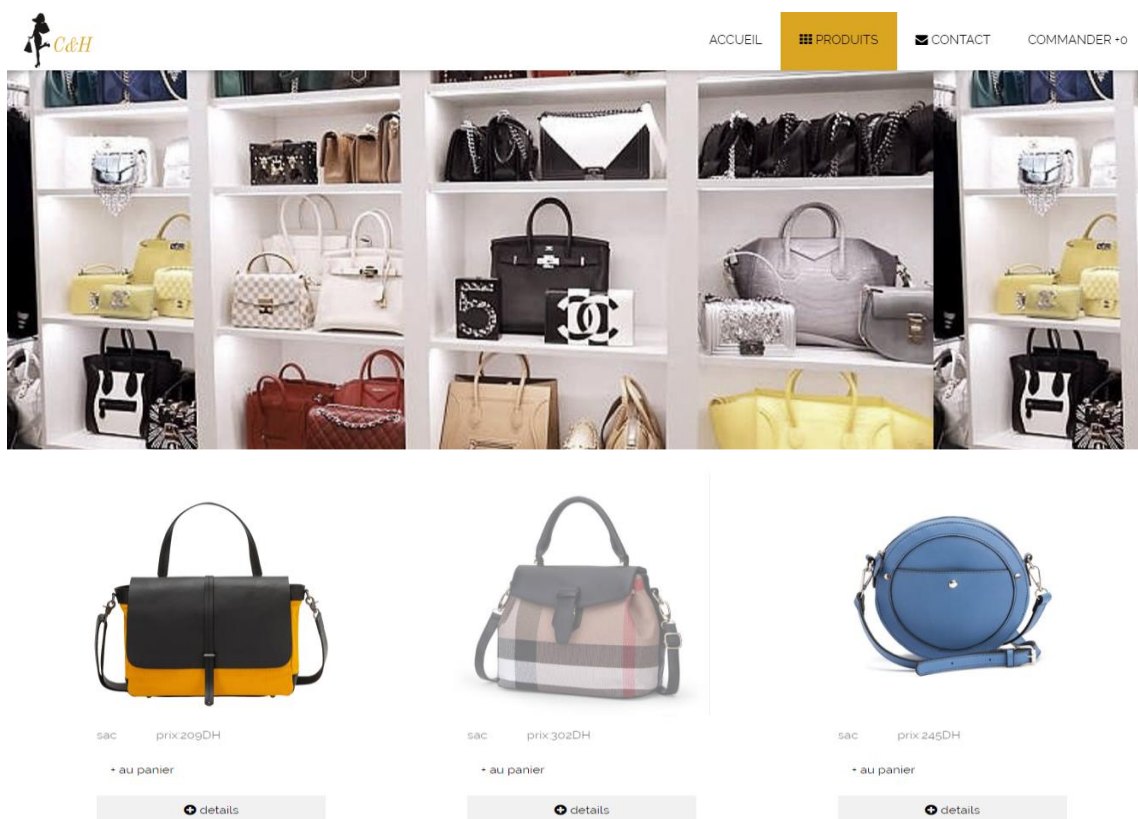 C&H
ACCUEIL PRODUITS CONTACT COMMANDER +0
5
sac prix:209DH
sac prix:302DH
sac prix:245DH
+ au panier
+ au panier
+ au panier
details
details
details